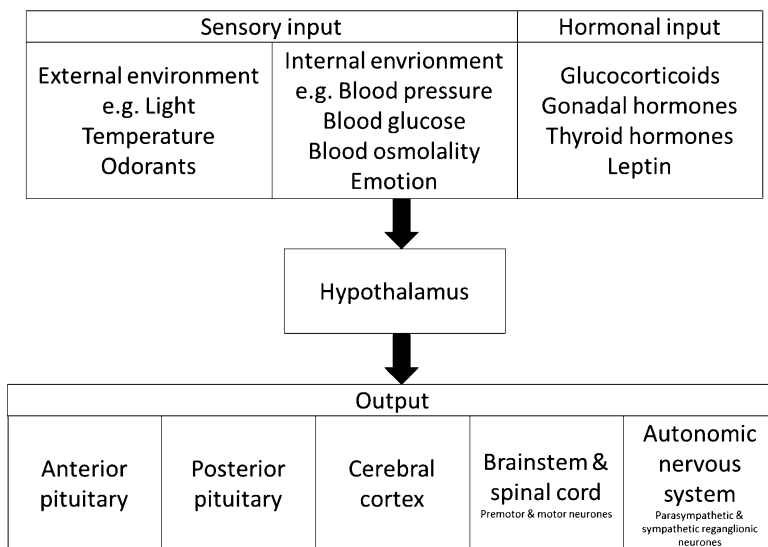 Sensory input
Hormonal input
External environment
e.g. Light
Temperature
Odorants
Internal envrionment
e.g. Blood pressure
Blood glucose
Blood osmolality
Emotion
Glucocorticoids
Gonadal hormones
Thyroid hormones
Leptin
Hypothalamus
Output
Anterior
pituitary
Posterior
pituitary
Cerebral
cortex
Brainstem &
spinal cord
Premotor & motor neurones
Autonomic
nervous
system
Parasympathetic &
sympathetic reganglionic
neurones